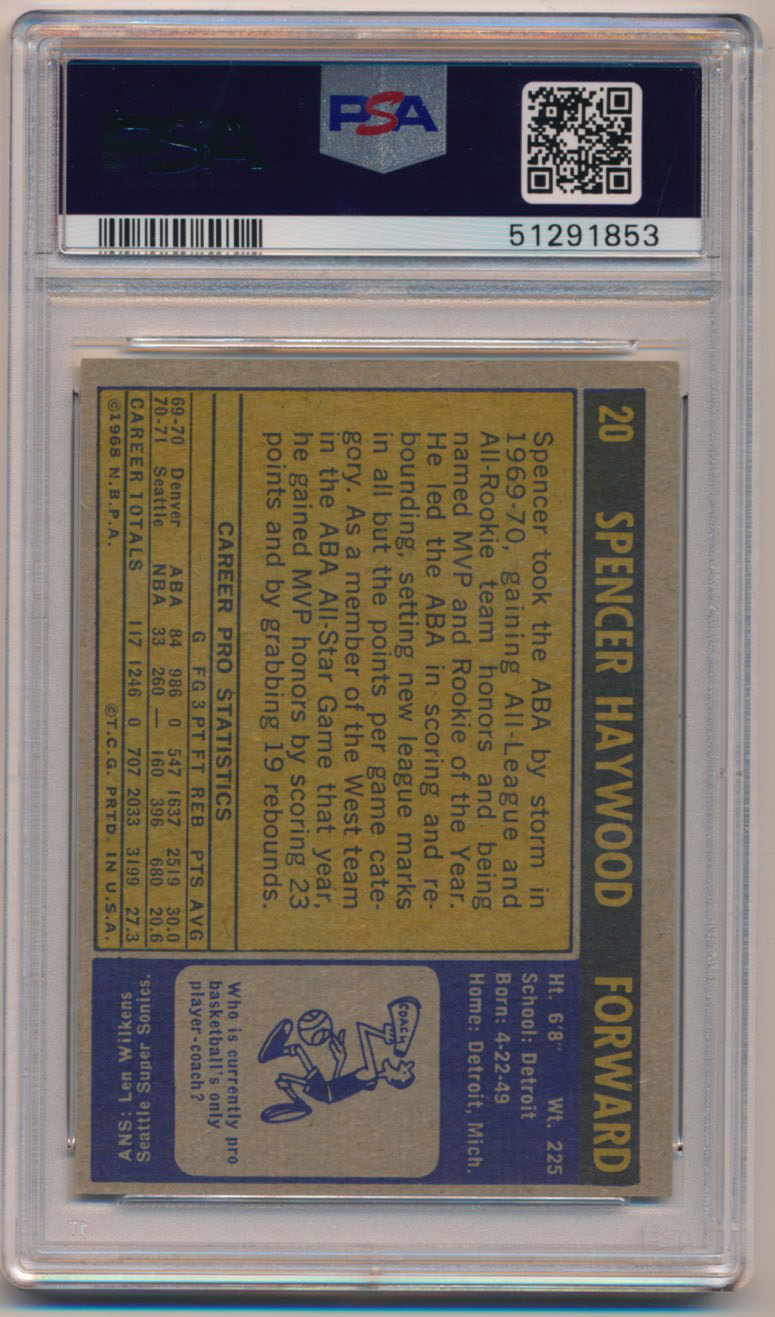 PSA
PSA
51291853
20 SPENCER HAYWOOD FORWARD
Spencer took the ABA by storm in
1969-70, gaining All-League and
All-Rookie team honors and being
named MVP and Rookie of the Year.
He led the ABA in scoring and re-
bounding, setting new league marks
in all but the points per game cate-
gory. As a member of the West team
in the ABA All-Star Game that year,
he gained MVP honors by scoring 23
points and by grabbing 19 rebounds.
CAREER PRO STATISTICS
G FG 3 PT FT REB PTS AVG
69-70 Denver ABA 84 986 0 547 1637 2519 30.0
70-71 Seattle NBA 33 260 — 160 396 680 20.6
CAREER TOTALS 117 1246 0 707 2033 3199 27.3
©1968 N.B.P.A. ©T.C.G. PRTD. IN U.S.A.
Ht. 6'8" Wt. 225
School: Detroit
Born: 4-22-49
Home: Detroit, Mich.
COACH
Who is currently pro
basketball's only
player-coach?
ANS: Len Wilkens
Seattle Super Sonics.